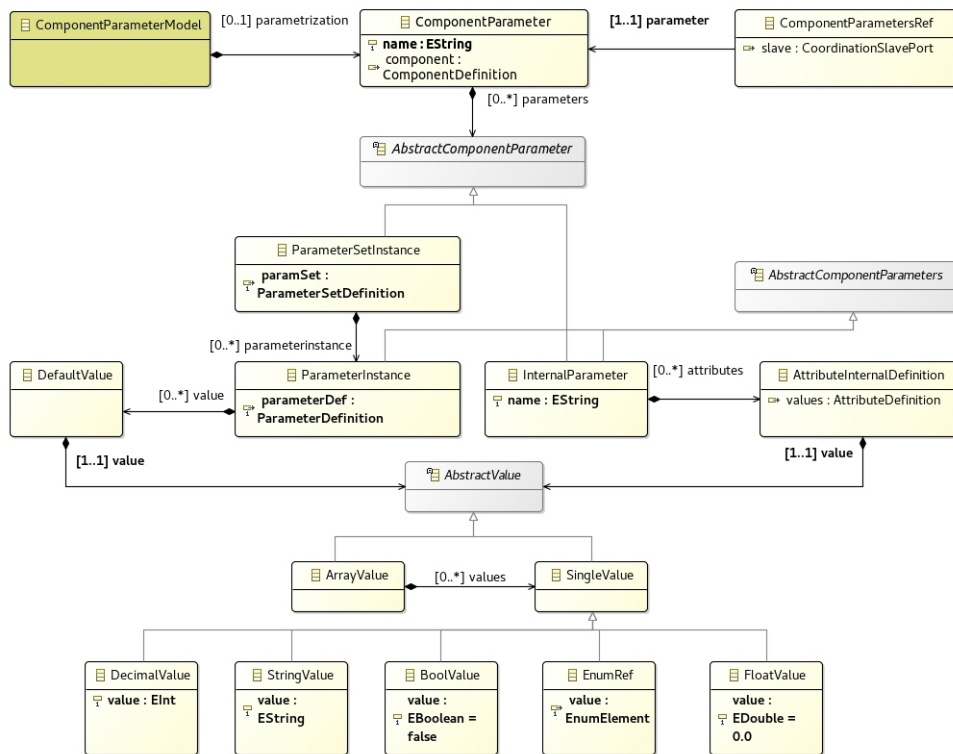 ComponentParameterModel
[0..1] parametrization
ComponentParameter
name : EString
component :
ComponentDefinition
[1..1] parameter
ComponentParametersRef
slave : CoordinationSlavePort
[0..*] parameters
AbstractComponentParameter
ParameterSetInstance
paramSet :
ParameterSetDefinition
AbstractComponentParameters
[0..*] parameterinstance
DefaultValue
[0..*] value
ParameterInstance
parameterDef :
ParameterDefinition
InternalParameter
name : EString
[0..*] attributes
AttributeInternalDefinition
values : AttributeDefinition
[1..1] value
AbstractValue
[1..1] value
ArrayValue
[0..*] values
SingleValue
DecimalValue
value : EInt
StringValue
value :
EString
BoolValue
value :
EBoolean =
false
EnumRef
value :
EnumElement
FloatValue
value :
EDouble =
0.0